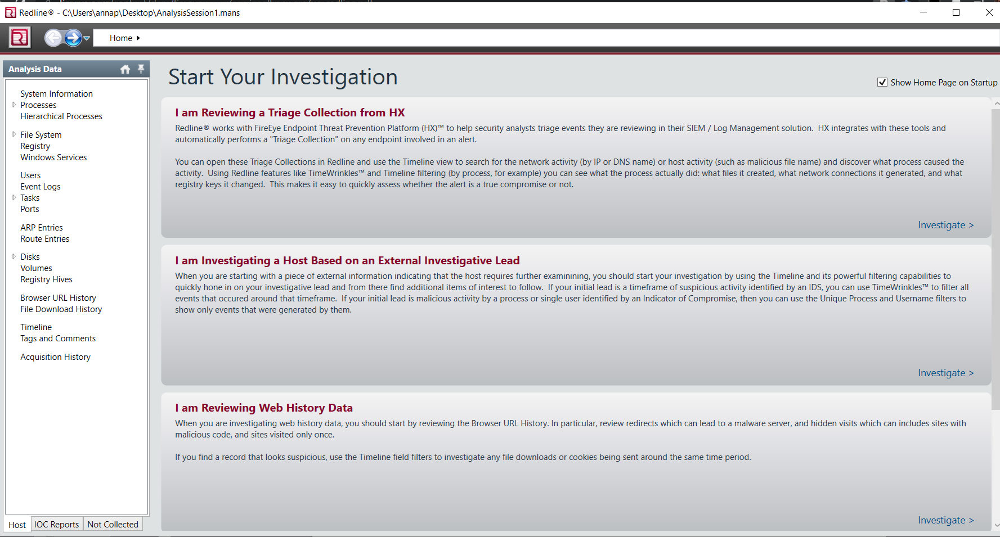 Redline® - C:\Users\annap\Desktop\AnalysisSession1.mans
Home
Analysis Data
System Information
Processes
Hierarchical Processes
File System
Registry
Windows Services
Users
Event Logs
Tasks
Ports
ARP Entries
Route Entries
Disks
Volumes
Registry Hives
Browser URL History
File Download History
Timeline
Tags and Comments
Acquisition History
Host
IOC Reports
Not Collected
Start Your Investigation
Show Home Page on Startup
I am Reviewing a Triage Collection from HX
Redline® works with FireEye Endpoint Threat Prevention Platform (HX)™ to help security analysts triage events they are reviewing in their SIEM / Log Management solution. HX integrates with these tools and
automatically performs a "Triage Collection" on any endpoint involved in an alert.
You can open these Triage Collections in Redline and use the Timeline view to search for the network activity (by IP or DNS name) or host activity (such as malicious file name) and discover what process caused the
activity. Using Redline features like TimeWrinkles™ and Timeline filtering (by process, for example) you can see what the process actually did: what files it created, what network connections it generated, and what
registry keys it changed. This makes it easy to quickly assess whether the alert is a true compromise or not.
Investigate >
I am Investigating a Host Based on an External Investigative Lead
When you are starting with a piece of external information indicating that the host requires further examinining, you should start your investigation by using the Timeline and its powerful filtering capabilities to
quickly hone in on your investigative lead and from there find additional items of interest to follow. If your initial lead is a timeframe of suspicious activity identified by an IDS, you can use TimeWrinkles™ to filter all
events that occured around that timeframe. If your initial lead is malicious activity by a process or single user identified by an Indicator of Compromise, then you can use the Unique Process and Username filters to
show only events that were generated by them.
Investigate >
I am Reviewing Web History Data
When you are investigating web history data, you should start by reviewing the Browser URL History. In particular, review redirects which can lead to a malware server, and hidden visits which can includes sites with
malicious code, and sites visited only once.
If you find a record that looks suspicious, use the Timeline field filters to investigate any file downloads or cookies being sent around the same time period.
Investigate >